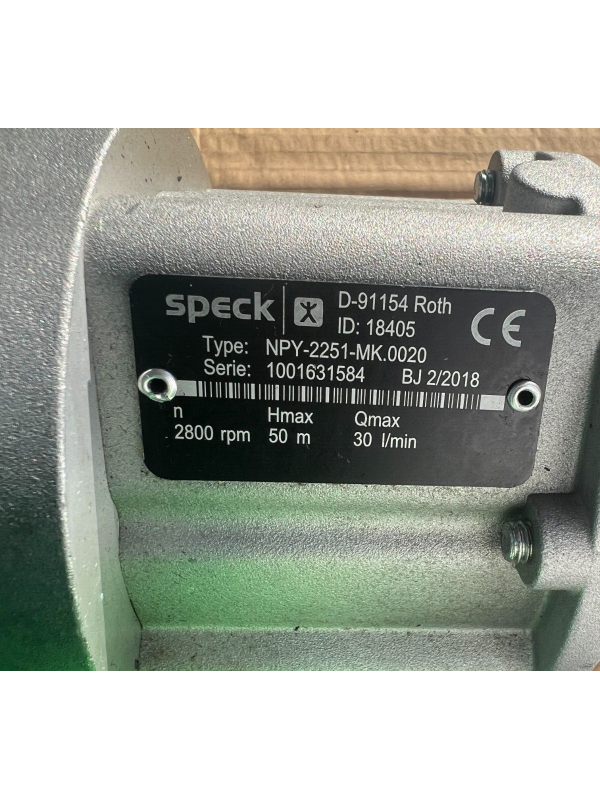 speck D-91154 Roth
ID: 18405
CE
Type: NPY-2251-MK.0020
Serie: 1001631584 BJ 2/2018
n Hmax Qmax
2800 rpm 50 m 30 l/min